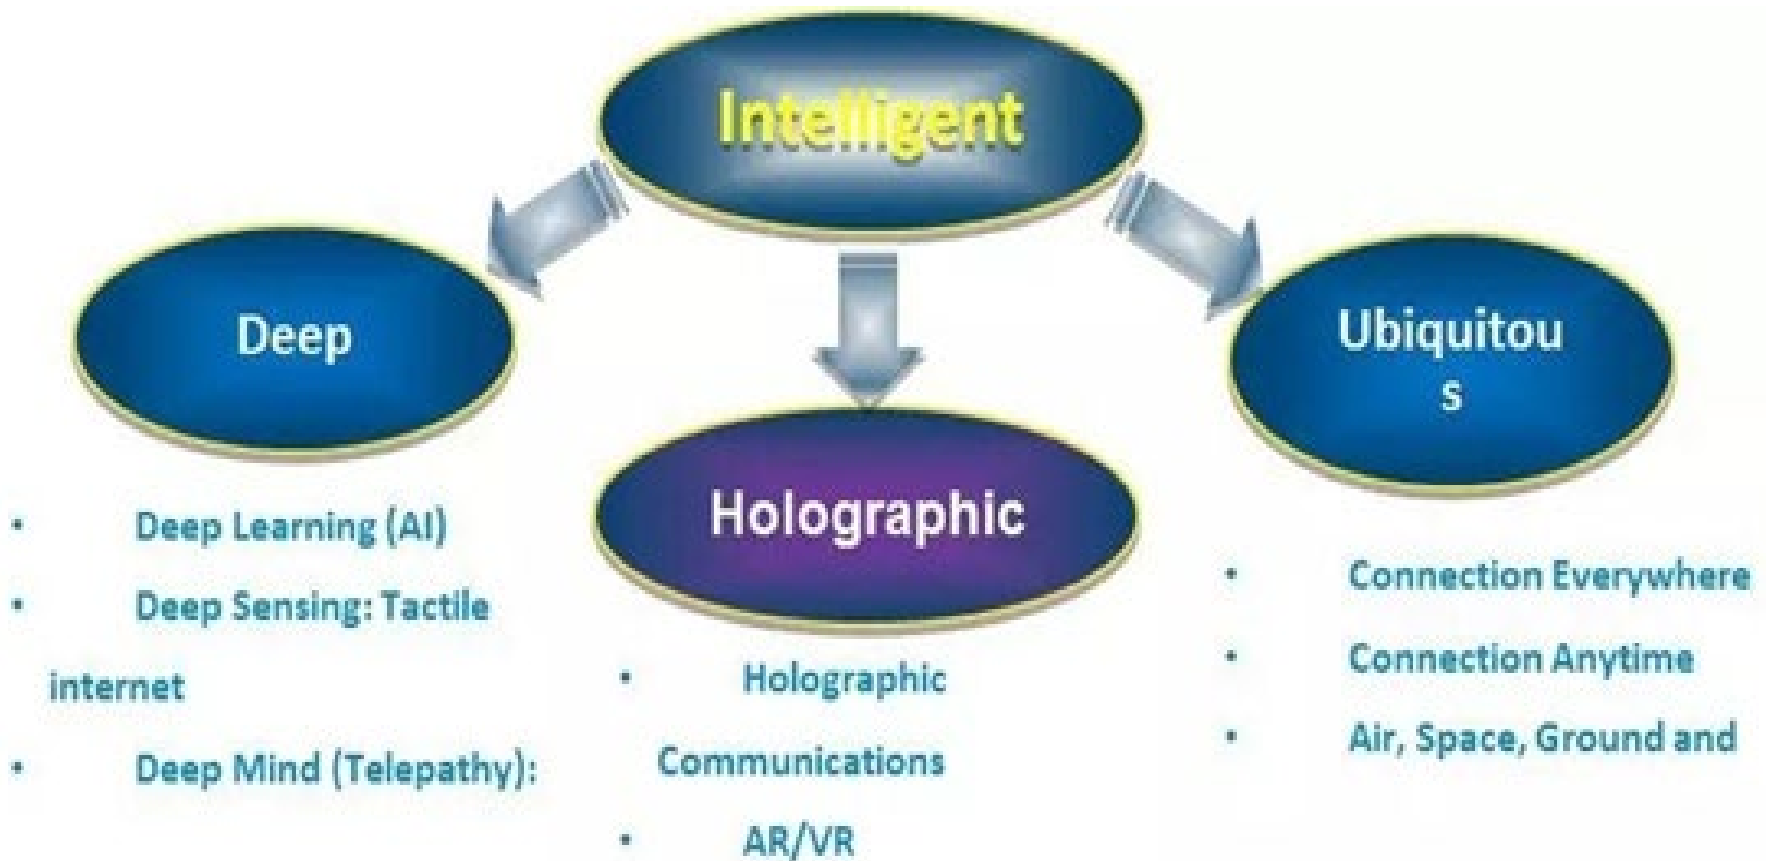 Intelligent
Deep
• Deep Learning (AI)
• Deep Sensing: Tactile
internet
• Deep Mind (Telepathy):
Holographic
• Holographic
Communications
• AR/VR
Ubiquitou
s
• Connection Everywhere
• Connection Anytime
• Air, Space, Ground and